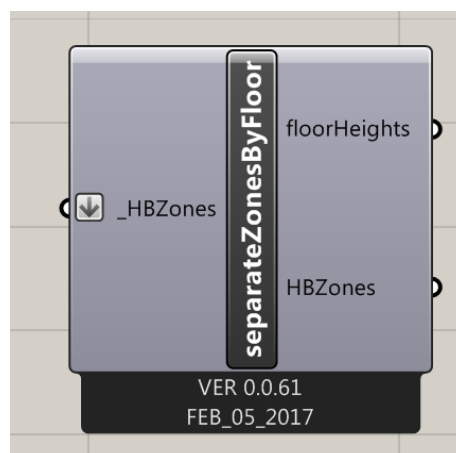 _HBZones
separateZonesByFloor
floorHeights
HBZones
VER 0.0.61
FEB_05_2017